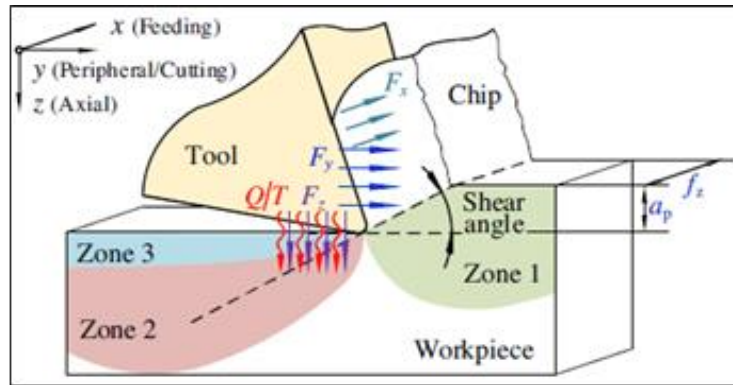 x (Feeding)
y (Peripheral/Cutting)
z (Axial)
Tool
Chip
Fx
Fy
Q/T
Fz
Shear
angle
fz
ap
Zone 3
Zone 1
Zone 2
Workpiece